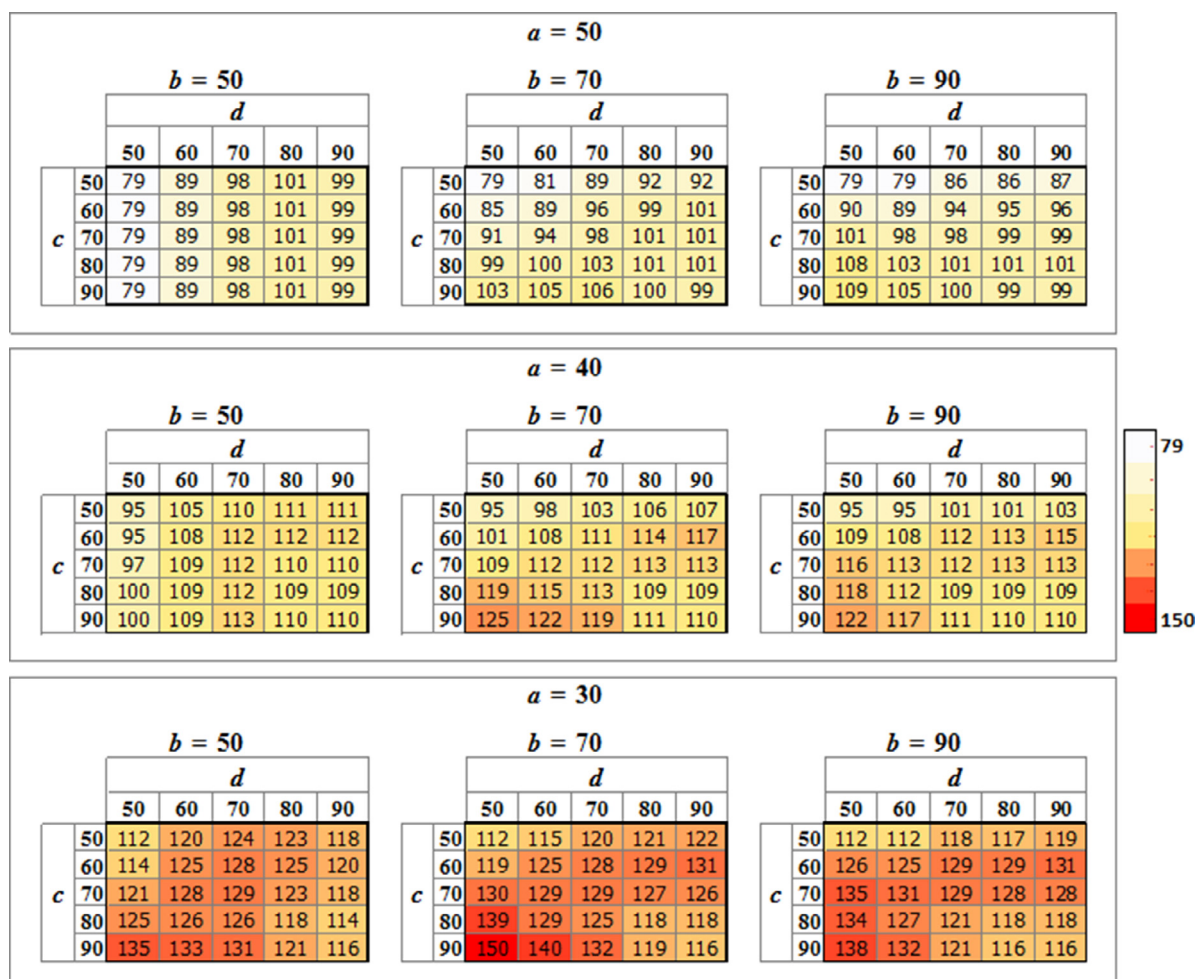 a = 50
b = 50 b = 70 b = 90
d d d
50 60 70 80 90 50 60 70 80 90 50 60 70 80 90
50 79 89 98 101 99 50 79 81 89 92 92 50 79 79 86 86 87
60 79 89 98 101 99 60 85 89 96 99 101 60 90 89 94 95 96
c 70 79 89 98 101 99 c 70 91 94 98 101 101 c 70 101 98 98 99 99
80 79 89 98 101 99 80 99 100 103 101 101 80 108 103 101 101 101
90 79 89 98 101 99 90 103 105 106 100 99 90 109 105 100 99 99
a = 40
b = 50 b = 70 b = 90
d d d
50 60 70 80 90 50 60 70 80 90 50 60 70 80 90
50 95 105 110 111 111 50 95 98 103 106 107 50 95 95 101 101 103
60 95 108 112 112 112 60 101 108 111 114 117 60 109 108 112 113 115
c 70 97 109 112 110 110 c 70 109 112 112 113 113 c 70 116 113 112 113 113
80 100 109 112 109 109 80 119 115 113 109 109 80 118 112 109 109 109
90 100 109 113 110 110 90 125 122 119 111 110 90 122 117 111 110 110
79
150
a = 30
b = 50 b = 70 b = 90
d d d
50 60 70 80 90 50 60 70 80 90 50 60 70 80 90
50 112 120 124 123 118 50 112 115 120 121 122 50 112 112 118 117 119
60 114 125 128 125 120 60 119 125 128 129 131 60 126 125 129 129 131
c 70 121 128 129 123 118 c 70 130 129 129 127 126 c 70 135 131 129 128 128
80 125 126 126 118 114 80 139 129 125 118 118 80 134 127 121 118 118
90 135 133 131 121 116 90 150 140 132 119 116 90 138 132 121 116 116